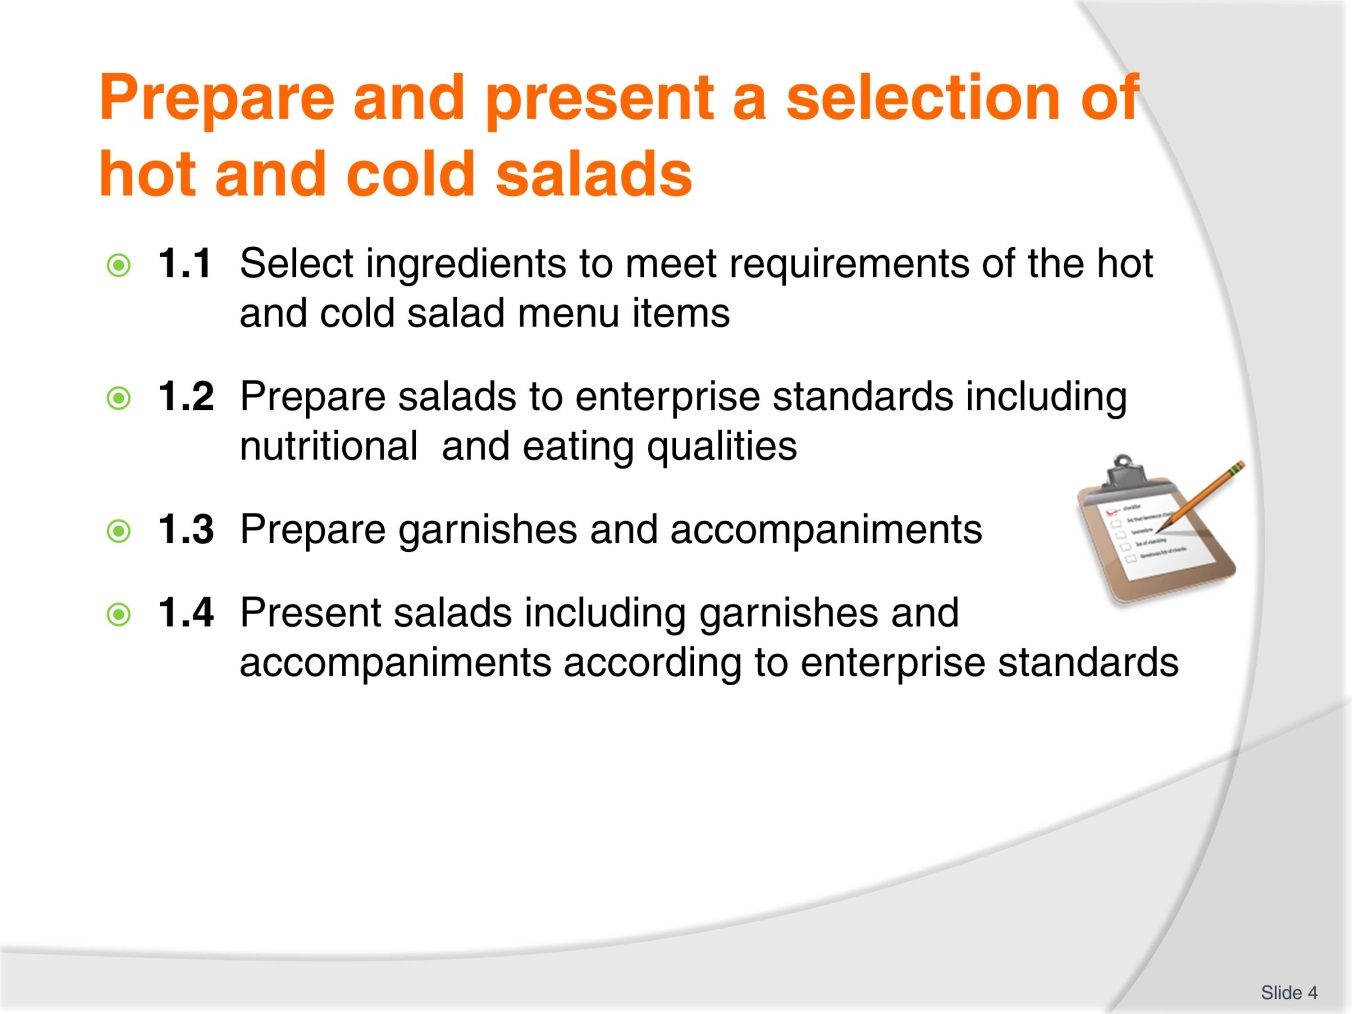 Prepare and present a selection of
hot and cold salads
1.1 Select ingredients to meet requirements of the hot
and cold salad menu items
1.2 Prepare salads to enterprise standards including
nutritional  and eating qualities
1.3 Prepare garnishes and accompaniments
1.4 Present salads including garnishes and
accompaniments according to enterprise standards
Slide 4